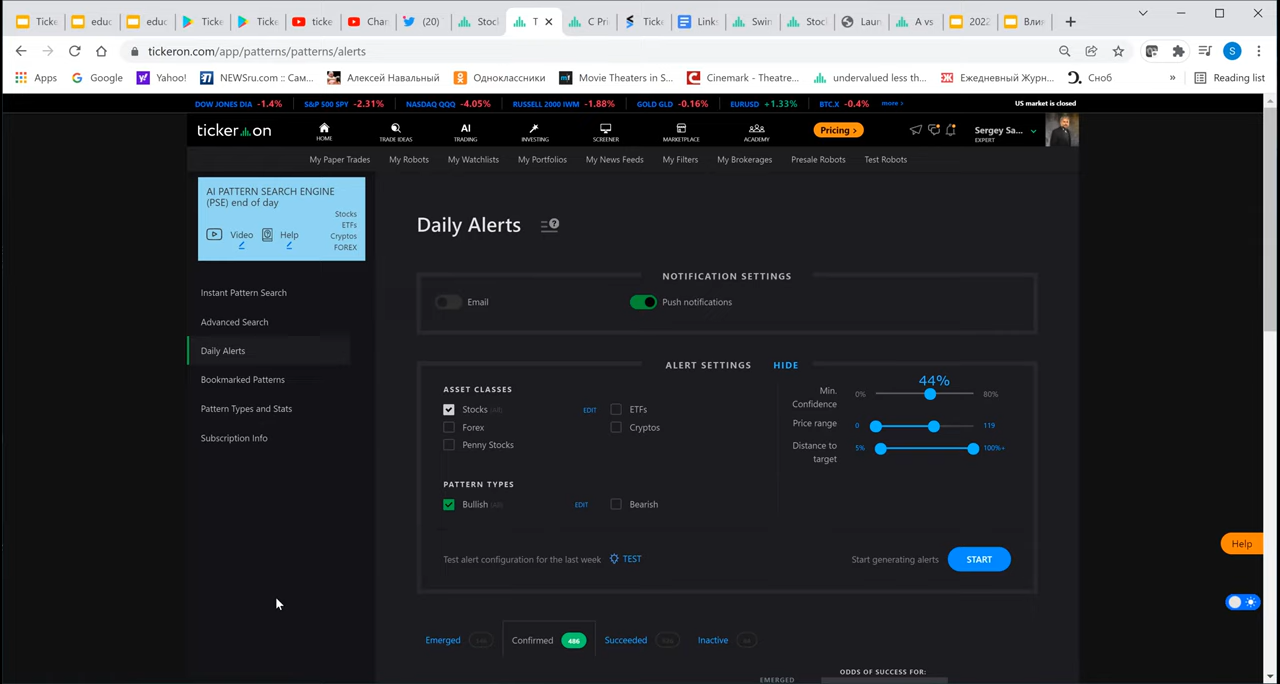 Ticke
educ
educ
Ticke
Ticke
ticke
Chan
(20)
Stoc
T
C Pri
Ticke
Link
Swin
Stoc
Laun
A vs
2022
Вли
tickeron.com/app/patterns/patterns/alerts
S
Apps
Google
Yahoo!
NEWSru.com :: Сам...
Алексей Навальный
Одноклассники
Movie Theaters in S...
Cinemark - Theatre...
undervalued less th...
Ежедневный Журн...
Сноб
»
Reading list
DOW JONES DIA -1.4% S&P 500 SPY -2.31% NASDAQ QQQ -4.05% RUSSELL 2000 IWM -1.88% GOLD GLD -0.16% EURUSD +1.33% BTC.X -0.4% more > US market is closed
tickeron
HOME
TRADE IDEAS
AI
TRADING
INVESTING
SCREENER
MARKETPLACE
ACADEMY
Pricing >
Sergey Sa...
EXPERT
My Paper Trades My Robots My Watchlists My Portfolios My News Feeds My Filters My Brokerages Presale Robots Test Robots
AI PATTERN SEARCH ENGINE
(PSE) end of day
Stocks
ETFs
Cryptos
FOREX
Video Help
Instant Pattern Search
Advanced Search
Daily Alerts
Bookmarked Patterns
Pattern Types and Stats
Subscription Info
Daily Alerts
NOTIFICATION SETTINGS
Email
Push notifications
ALERT SETTINGS HIDE
ASSET CLASSES
Stocks (All) EDIT ETFs
Forex Cryptos
Penny Stocks
PATTERN TYPES
Bullish (All) EDIT Bearish
44%
Min.
Confidence
0% 80%
Price range 0 119
Distance to
target
5% 100%+
Test alert configuration for the last week TEST
Start generating alerts START
Emerged
Confirmed 486
Succeeded
Inactive
ODDS OF SUCCESS FOR:
EMERGED
Help